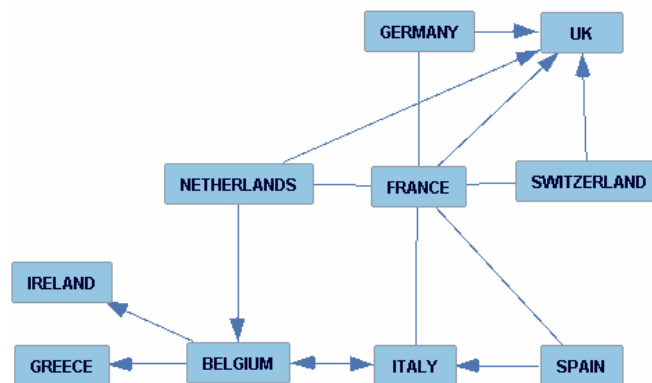 GERMANY
UK
NETHERLANDS
FRANCE
SWITZERLAND
IRELAND
GREECE
BELGIUM
ITALY
SPAIN